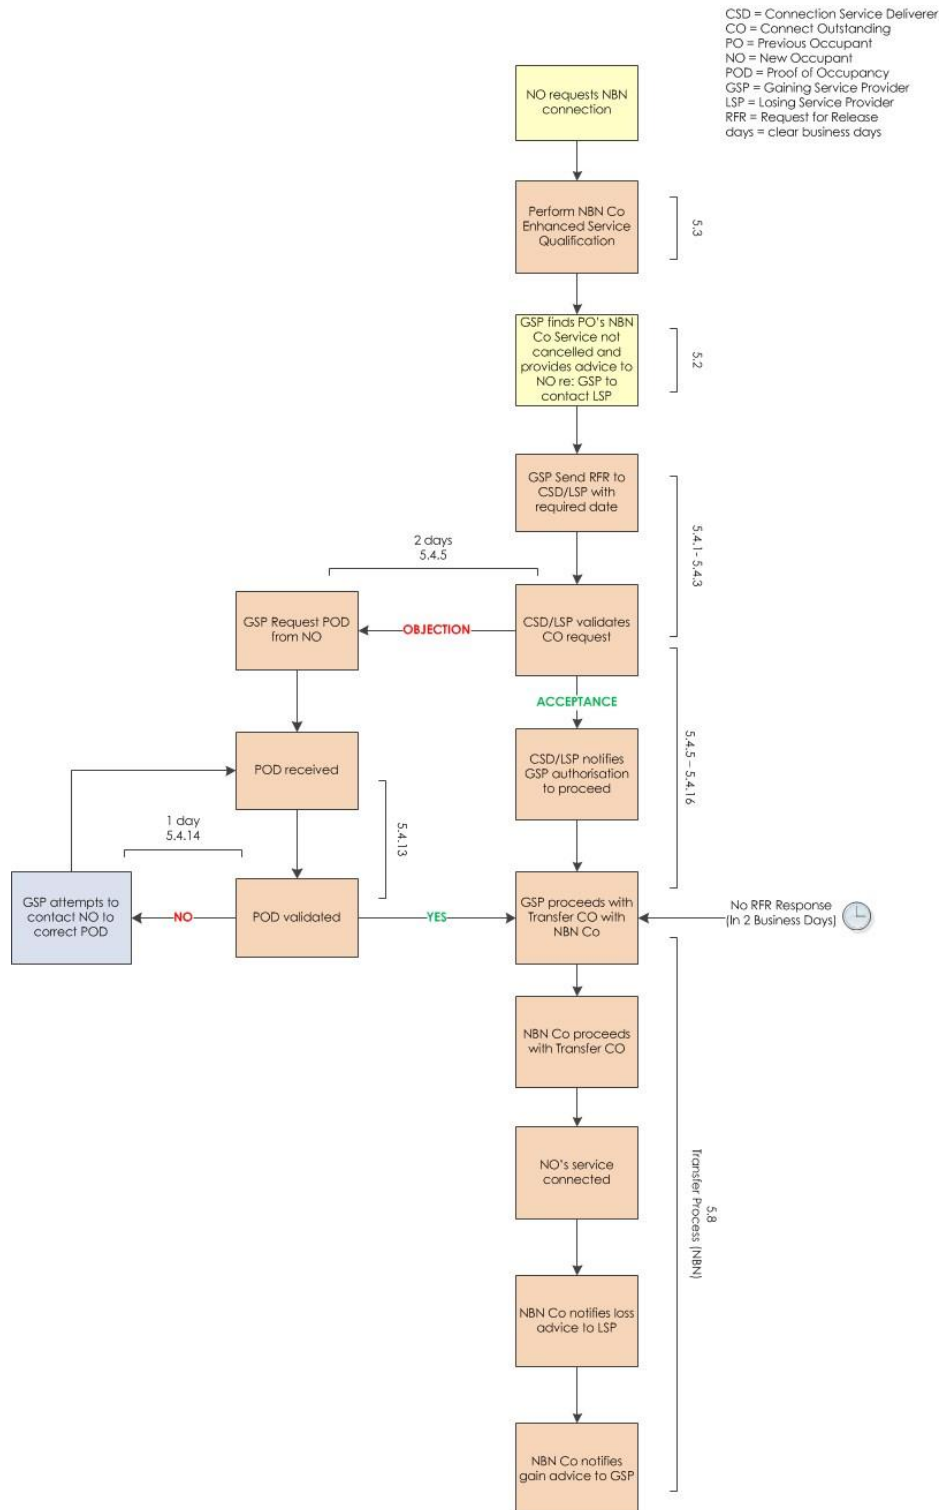 CSD = Connection Service Deliverer
CO = Connect Outstanding
PO = Previous Occupant
NO = New Occupant
POD = Proof of Occupancy
GSP = Gaining Service Provider
LSP = Losing Service Provider
RFR = Request for Release
days = clear business days
NO requests NBN
connection
Perform NBN Co
Enhanced Service
Qualification
5.3
GSP finds PO's NBN
Co Service not
cancelled and
provides advice to
NO re: GSP to
contact LSP
5.2
GSP Send RFR to
CSD/LSP with
required date
5.4.1- 5.4.3
2 days
5.4.5
GSP Request POD
from NO
OBJECTION
CSD/LSP validates
CO request
ACCEPTANCE
5.4.5 – 5.4.16
POD received
CSD/LSP notifies
GSP authorisation
to proceed
1 day
5.4.14
5.4.13
GSP attempts to
contact NO to
correct POD
NO
POD validated
YES
GSP proceeds with
Transfer CO with
NBN Co
No RFR Response
(In 2 Business Days)
NBN Co proceeds
with Transfer CO
NO's service
connected
5.8
Transfer Process (NBN)
NBN Co notifies loss
advice to LSP
NBN Co notifies
gain advice to GSP